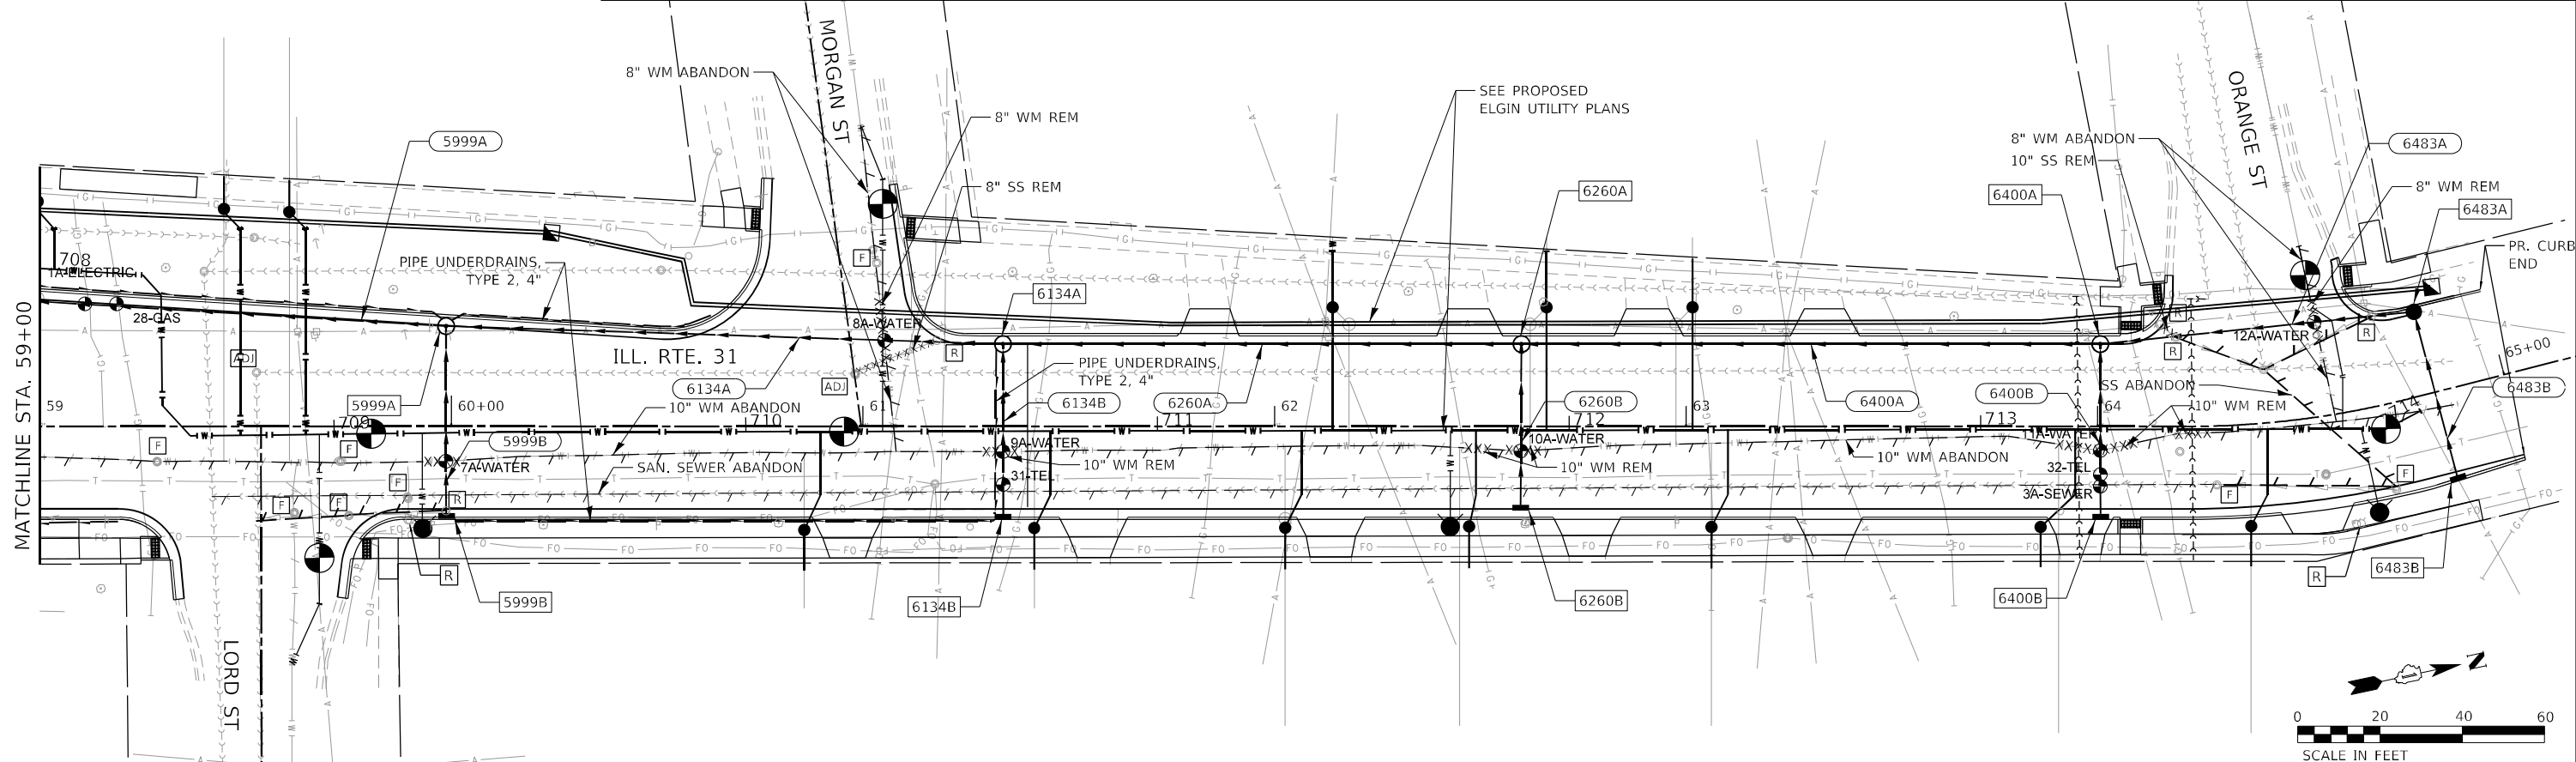 8" WM ABANDON
MORGAN ST
SEE PROPOSED
ELGIN UTILITY PLANS
8" WM REM
8" SS REM
5999A
8" WM ABANDON
10" SS REM
ORANGE ST
6483A
8" WM REM
6400A
6483A
6260A
PR. CURB
END
MATCHLINE STA. 59+00
708
1A-ELECTRIC
28-GAS
PIPE UNDERDRAINS,
TYPE 2, 4"
F
6134A
8A-WATER
R
ADJ
ILL. RTE. 31
ADJ
PIPE UNDERDRAINS,
TYPE 2, 4"
R
12A-WATER
R
R
65+00
59
5999A
60+00
6134A
10" WM ABANDON
61
6134B
6260A
62
6260B
63
6400A
6400B
SS ABANDON
64
10" WM REM
6483B
709
710
711
712
713
714
F
F
5999B
7A-WATER
SAN. SEWER ABANDON
9A-WATER
10" WM REM
31-TEL
10A-WATER
10" WM REM
10" WM ABANDON
11A-WATER
32-TEL
3A-SEWER
F
F
F
F
F
R
R
5999B
6134B
6260B
6400B
R
6483B
LORD ST
N
0 20 40 60
SCALE IN FEET